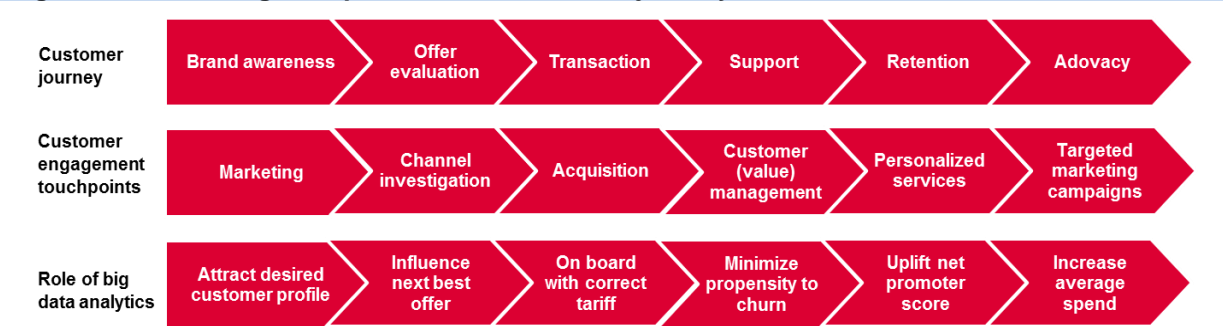 Customer
journey
Brand awareness
Offer
evaluation
Transaction
Support
Retention
Adovacy
Customer
engagement
touchpoints
Marketing
Channel
investigation
Acquisition
Customer
(value)
management
Personalized
services
Targeted
marketing
campaigns
Role of big
data analytics
Attract desired
customer profile
Influence
next best
offer
On board
with correct
tariff
Minimize
propensity to
churn
Uplift net
promoter
score
Increase
average
spend